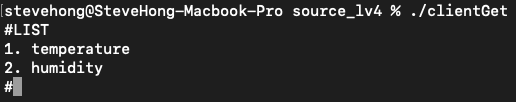 stevehong@SteveHong-Macbook-Pro source_lv4 % ./clientGet
#LIST
1. temperature
2. humidity
#